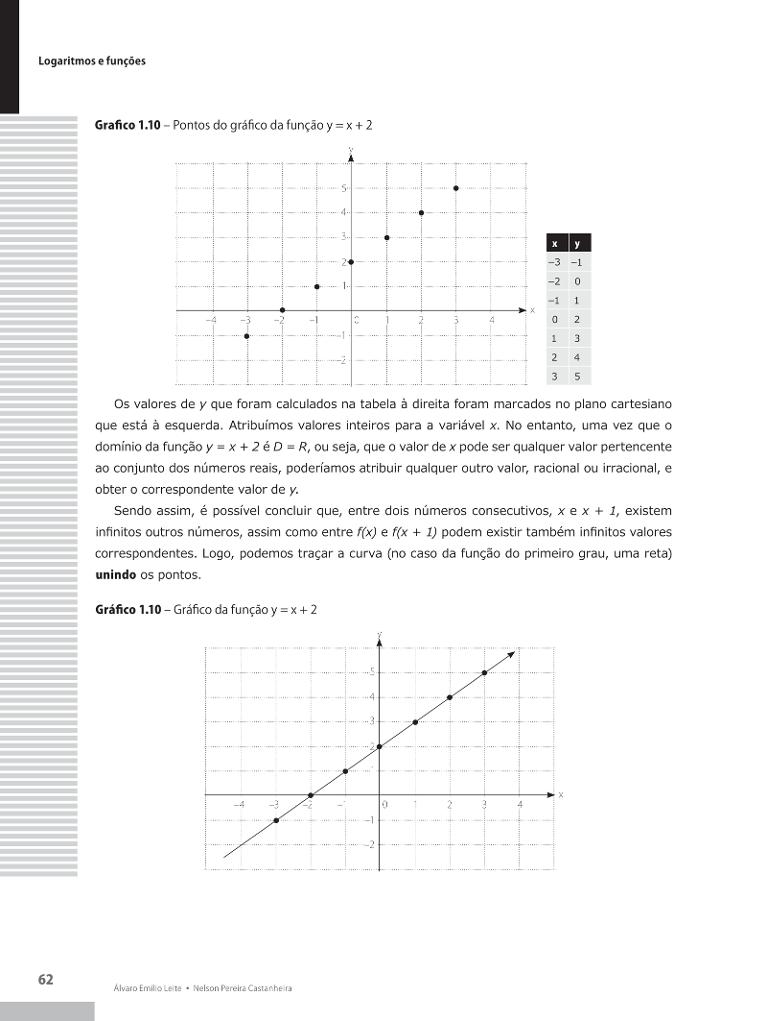 Logaritmos e funções
Grafico 1.10 – Pontos do gráfico da função y = x + 2
y
5
4
3
2
1
x
–4 –3 –2 –1 0 1 2 3 4
–1
–2
x y
–3 –1
–2 0
–1 1
0 2
1 3
2 4
3 5
Os valores de y que foram calculados na tabela à direita foram marcados no plano cartesiano
que está à esquerda. Atribuímos valores inteiros para a variável x. No entanto, uma vez que o
domínio da função y = x + 2 é D = R, ou seja, que o valor de x pode ser qualquer valor pertencente
ao conjunto dos números reais, poderíamos atribuir qualquer outro valor, racional ou irracional, e
obter o correspondente valor de y.
Sendo assim, é possível concluir que, entre dois números consecutivos, x e x + 1, existem
infinitos outros números, assim como entre f(x) e f(x + 1) podem existir também infinitos valores
correspondentes. Logo, podemos traçar a curva (no caso da função do primeiro grau, uma reta)
unindo os pontos.
Gráfico 1.10 – Gráfico da função y = x + 2
y
5
4
3
2
1
x
–4 –3 –2 –1 0 1 2 3 4
–1
–2
62
Álvaro Emílio Leite • Nelson Pereira Castanheira